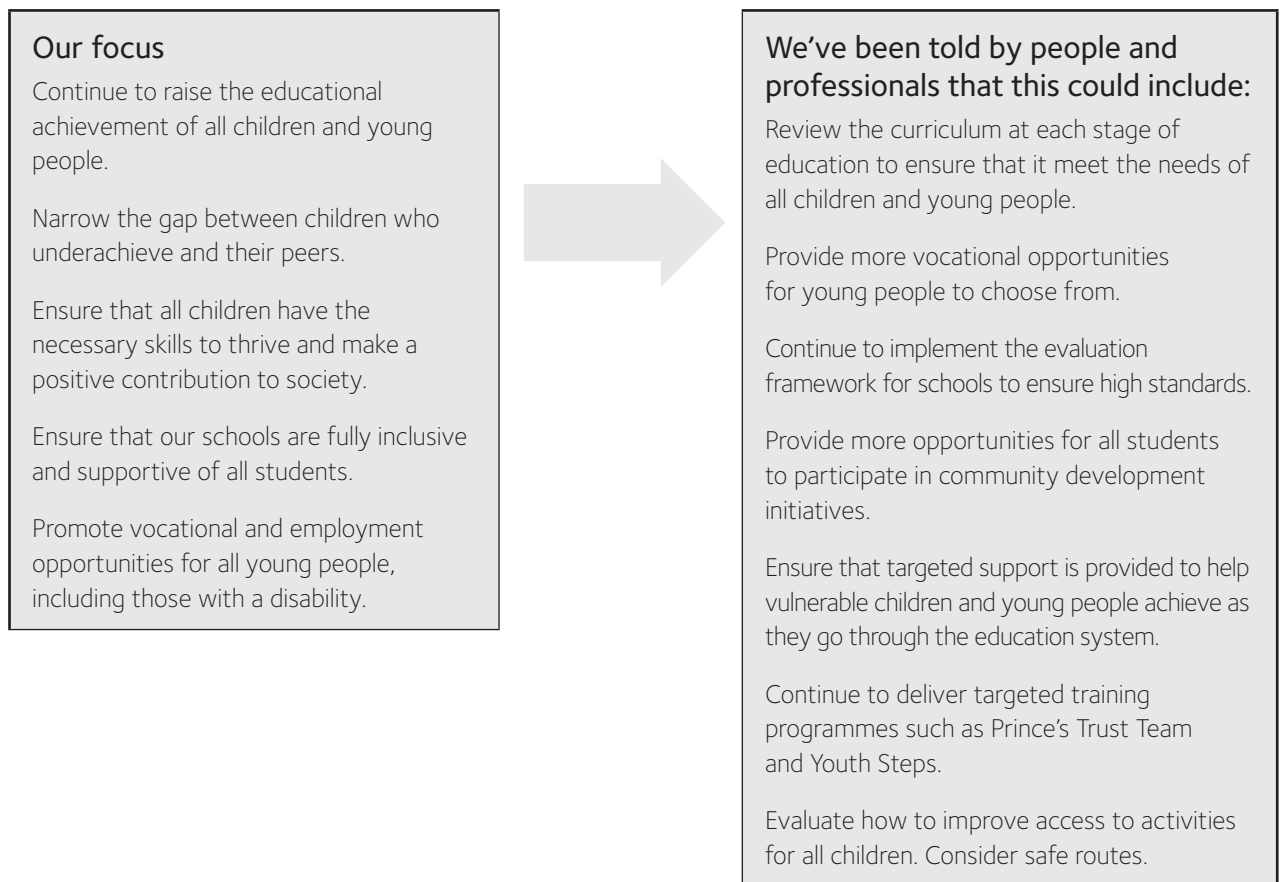 Our focus
Continue to raise the educational
achievement of all children and young
people.
Narrow the gap between children who
underachieve and their peers.
Ensure that all children have the
necessary skills to thrive and make a
positive contribution to society.
Ensure that our schools are fully inclusive
and supportive of all students.
Promote vocational and employment
opportunities for all young people,
including those with a disability.
We’ve been told by people and
professionals that this could include:
Review the curriculum at each stage of
education to ensure that it meet the needs of
all children and young people.
Provide more vocational opportunities
for young people to choose from.
Continue to implement the evaluation
framework for schools to ensure high standards.
Provide more opportunities for all students
to participate in community development
initiatives.
Ensure that targeted support is provided to help
vulnerable children and young people achieve as
they go through the education system.
Continue to deliver targeted training
programmes such as Prince’s Trust Team
and Youth Steps.
Evaluate how to improve access to activities
for all children. Consider safe routes.